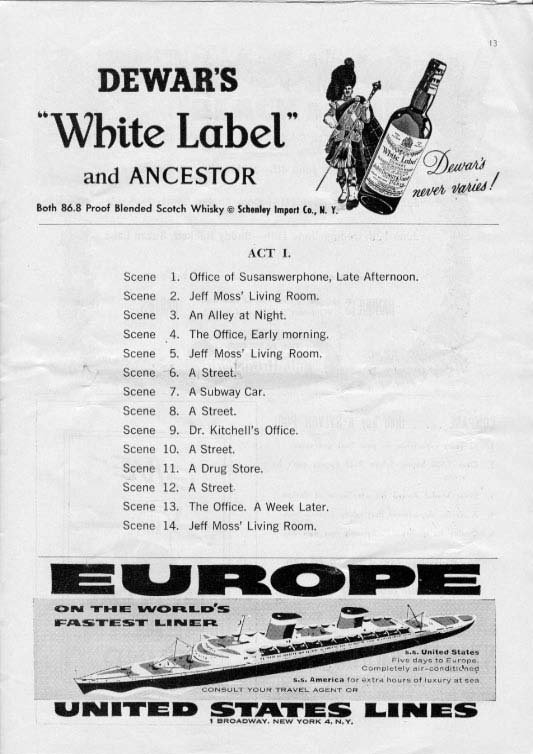 13
DEWAR'S
"White Label"
and ANCESTOR
Dewar's
never varies!
White Label
Both 86.8 Proof Blended Scotch Whisky © Schenley Import Co., N. Y.
ACT I.
Scene 1. Office of Susanswerphone, Late Afternoon.
Scene 2. Jeff Moss' Living Room.
Scene 3. An Alley at Night.
Scene 4. The Office, Early morning.
Scene 5. Jeff Moss' Living Room.
Scene 6. A Street.
Scene 7. A Subway Car.
Scene 8. A Street.
Scene 9. Dr. Kitchell's Office.
Scene 10. A Street.
Scene 11. A Drug Store.
Scene 12. A Street
Scene 13. The Office. A Week Later.
Scene 14. Jeff Moss' Living Room.
EUROPE
ON THE WORLD'S
FASTEST LINER
s.s. United States
Five days to Europe.
Completely air-conditioned
s.s. America for extra hours of luxury at sea
CONSULT YOUR TRAVEL AGENT OR
UNITED STATES LINES
1 BROADWAY, NEW YORK 4, N.Y.